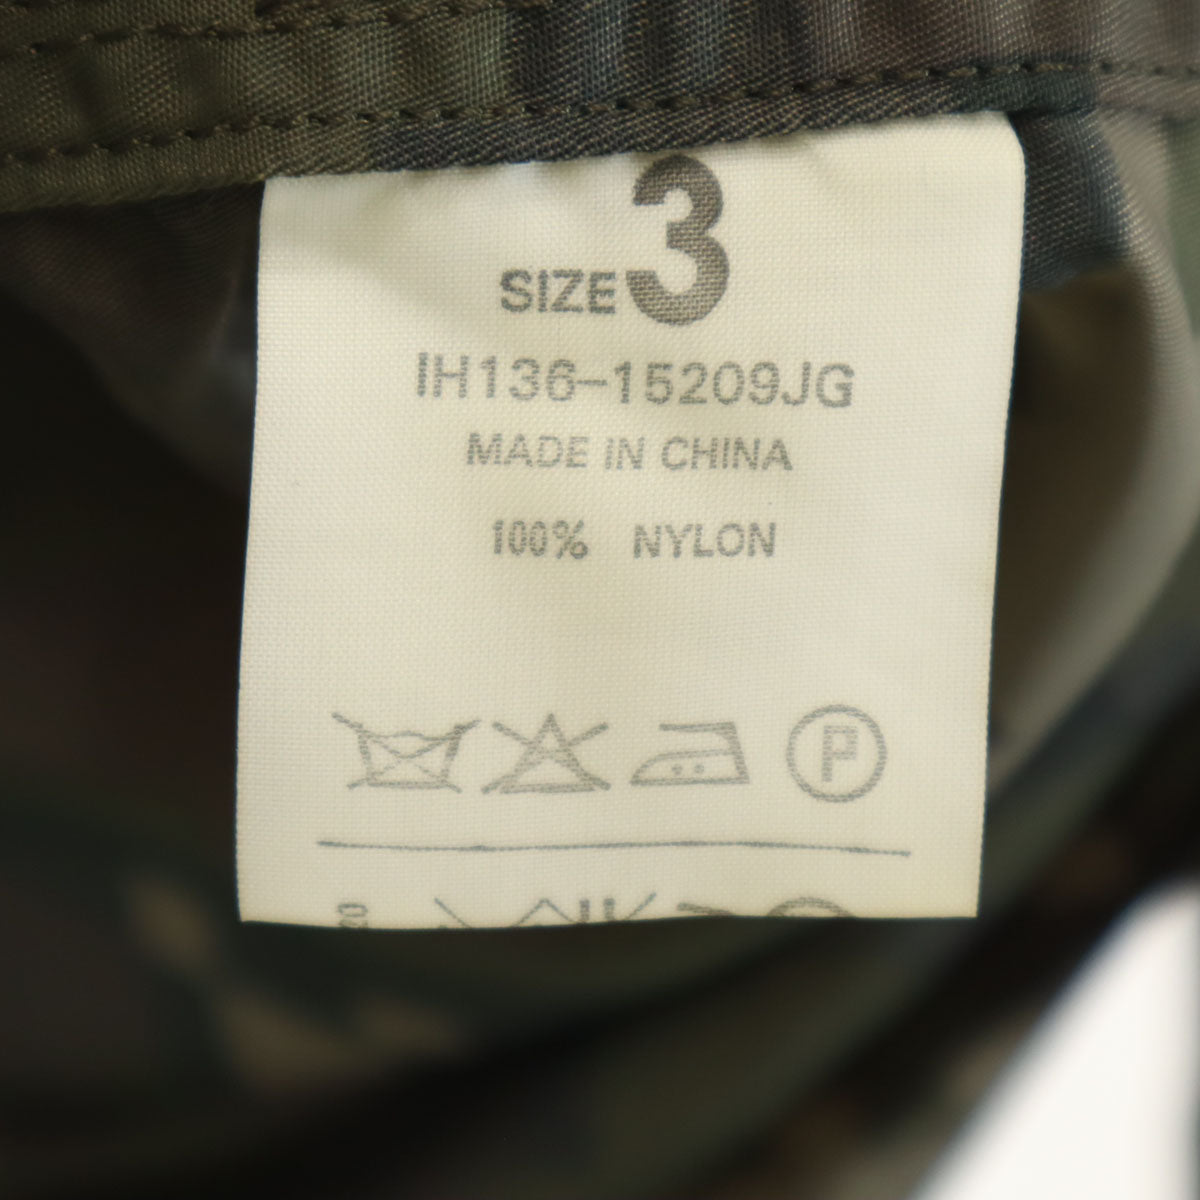 SIZE 3
IH136-15209JG
MADE IN CHINA
100% NYLON
P